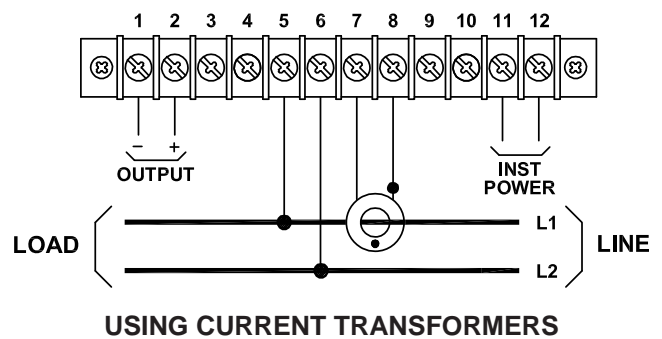 1 2 3 4 5 6 7 8 9 10 11 12
− +
OUTPUT
INST
POWER
LOAD
L1
LINE
L2
USING CURRENT TRANSFORMERS